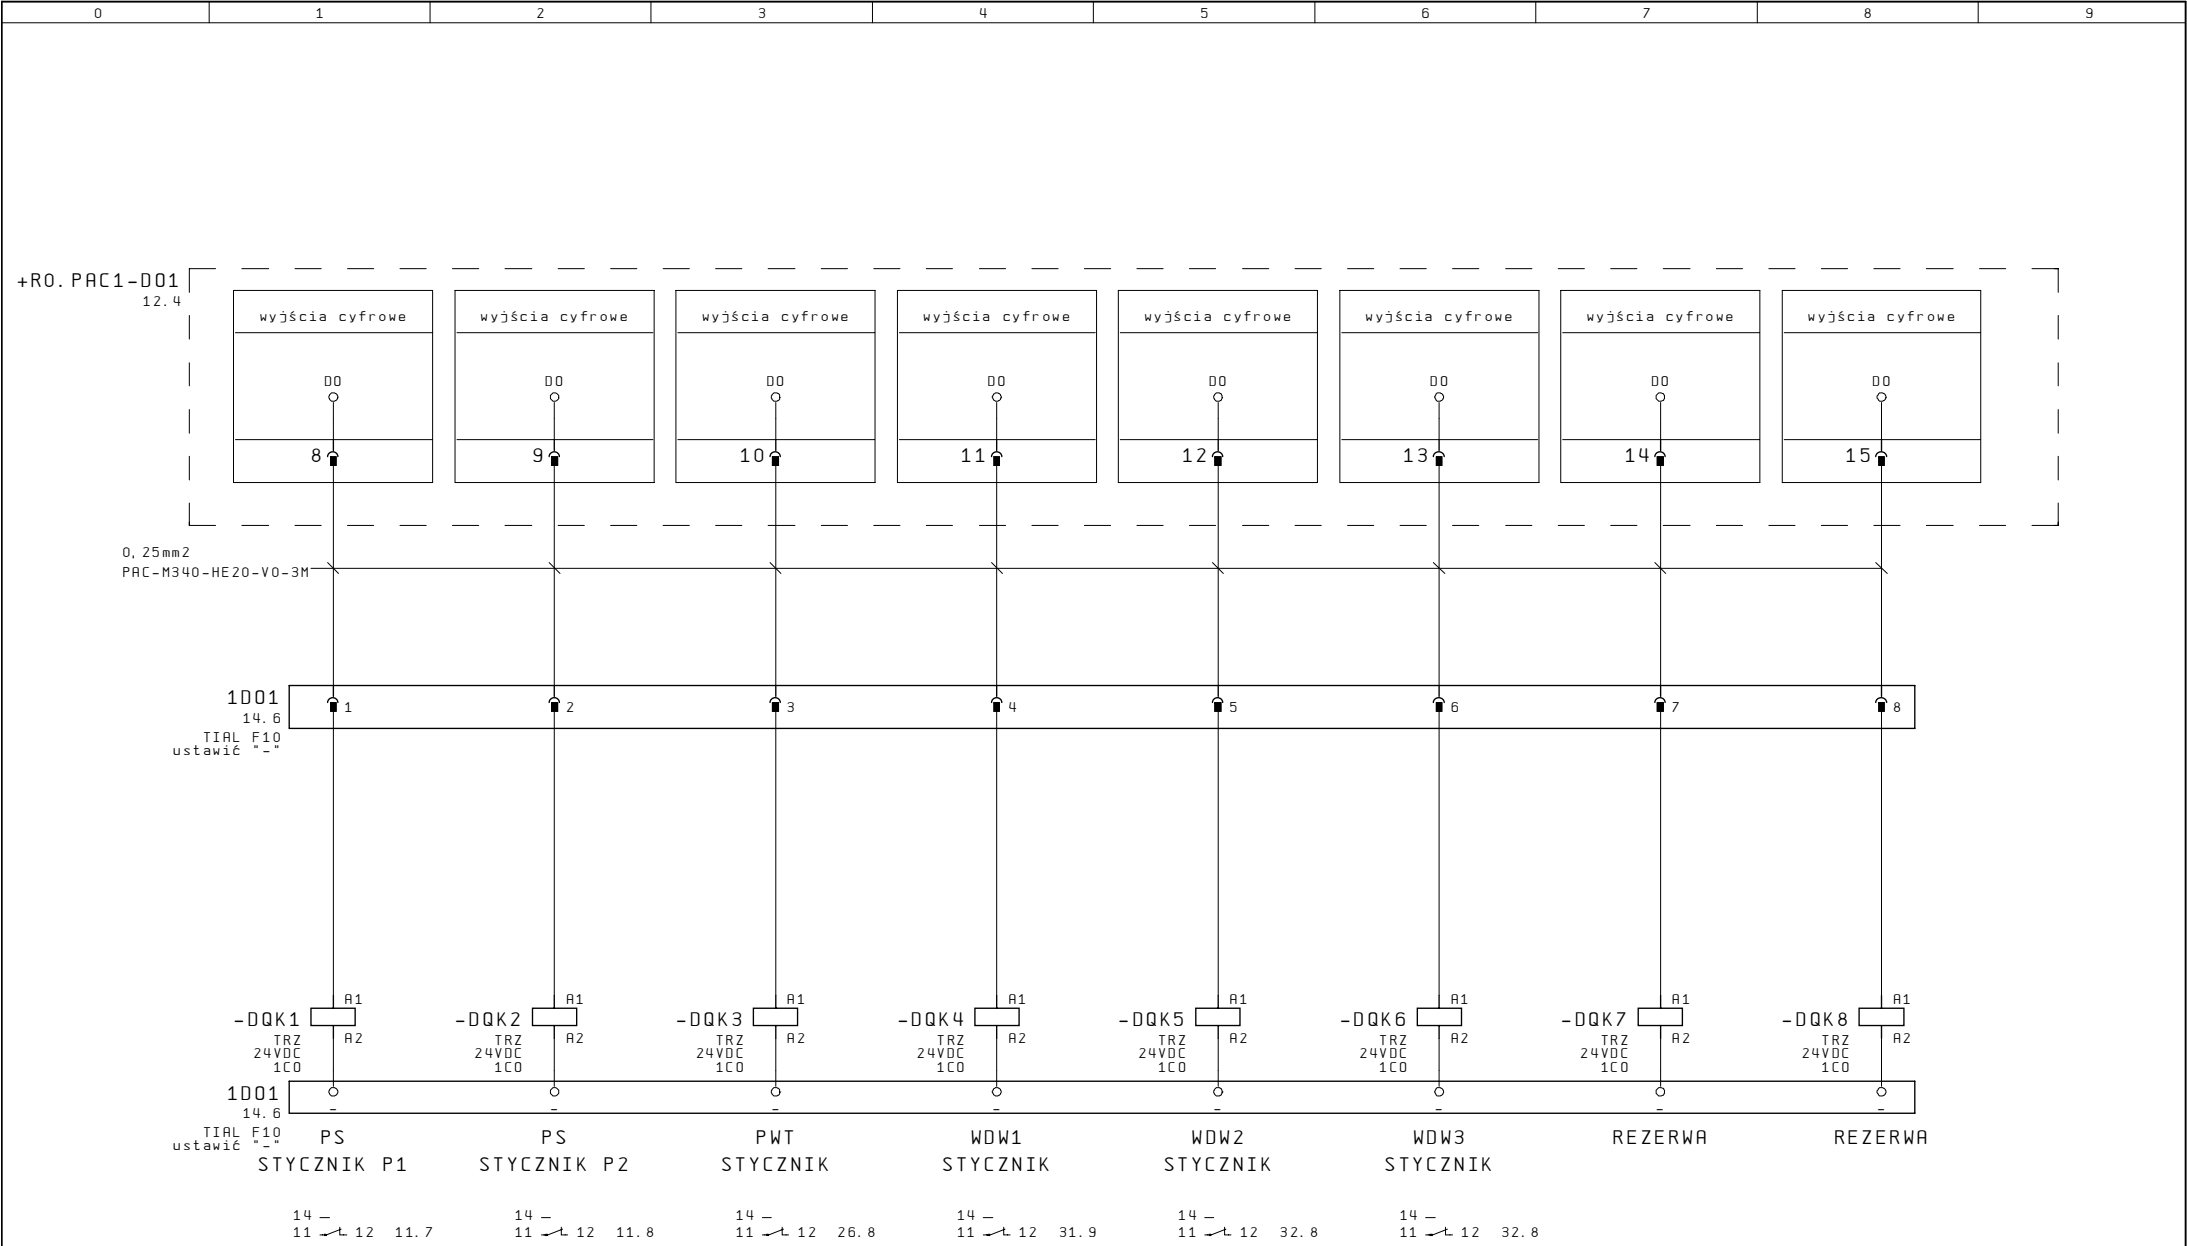 0 1 2 3 4 5 6 7 8 9
+RO.PAC1-DO1
12.4
wyjścia cyfrowe wyjścia cyfrowe wyjścia cyfrowe wyjścia cyfrowe wyjścia cyfrowe wyjścia cyfrowe wyjścia cyfrowe wyjścia cyfrowe
DO DO DO DO DO DO DO DO
8 9 10 11 12 13 14 15
0,25mm2
PAC-M340-HE20-V0-3M
1DO1
1 2 3 4 5 6 7 8
14.6
TIAL F10
ustawić "-"
A1 A1 A1 A1 A1 A1 A1 A1
-DQK1 -DQK2 -DQK3 -DQK4 -DQK5 -DQK6 -DQK7 -DQK8
A2 A2 A2 A2 A2 A2 A2 A2
TRZ TRZ TRZ TRZ TRZ TRZ TRZ TRZ
24VDC 24VDC 24VDC 24VDC 24VDC 24VDC 24VDC 24VDC
1CO 1CO 1CO 1CO 1CO 1CO 1CO 1CO
1DO1
14.6
- - - - - - - -
TIAL F10
ustawić "-"
PS PS PWT WDW1 WDW2 WDW3 REZERWA REZERWA
STYCZNIK P1 STYCZNIK P2 STYCZNIK STYCZNIK STYCZNIK STYCZNIK
14 14 14 14 14 14
11 12 11.7 11 12 11.8 11 12 26.8 11 12 31.9 11 12 32.8 11 12 32.8